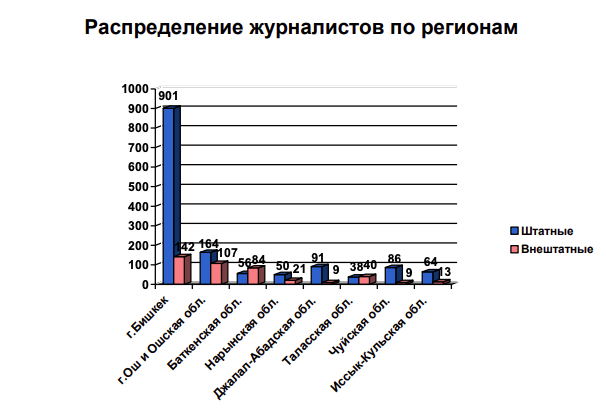 Распределение журналистов по регионам
1000
900
800
700
600
500
400
300
200
100
0
901
142
164
107
56
84
50
21
91
9
38
40
86
9
64
13
г.Бишкек
г.Ош и Ошская обл.
Баткенская обл.
Нарынская обл.
Джалал-Абадская обл.
Таласская обл.
Чуйская обл.
Иссык-Кульская обл.
Штатные
Внештатные